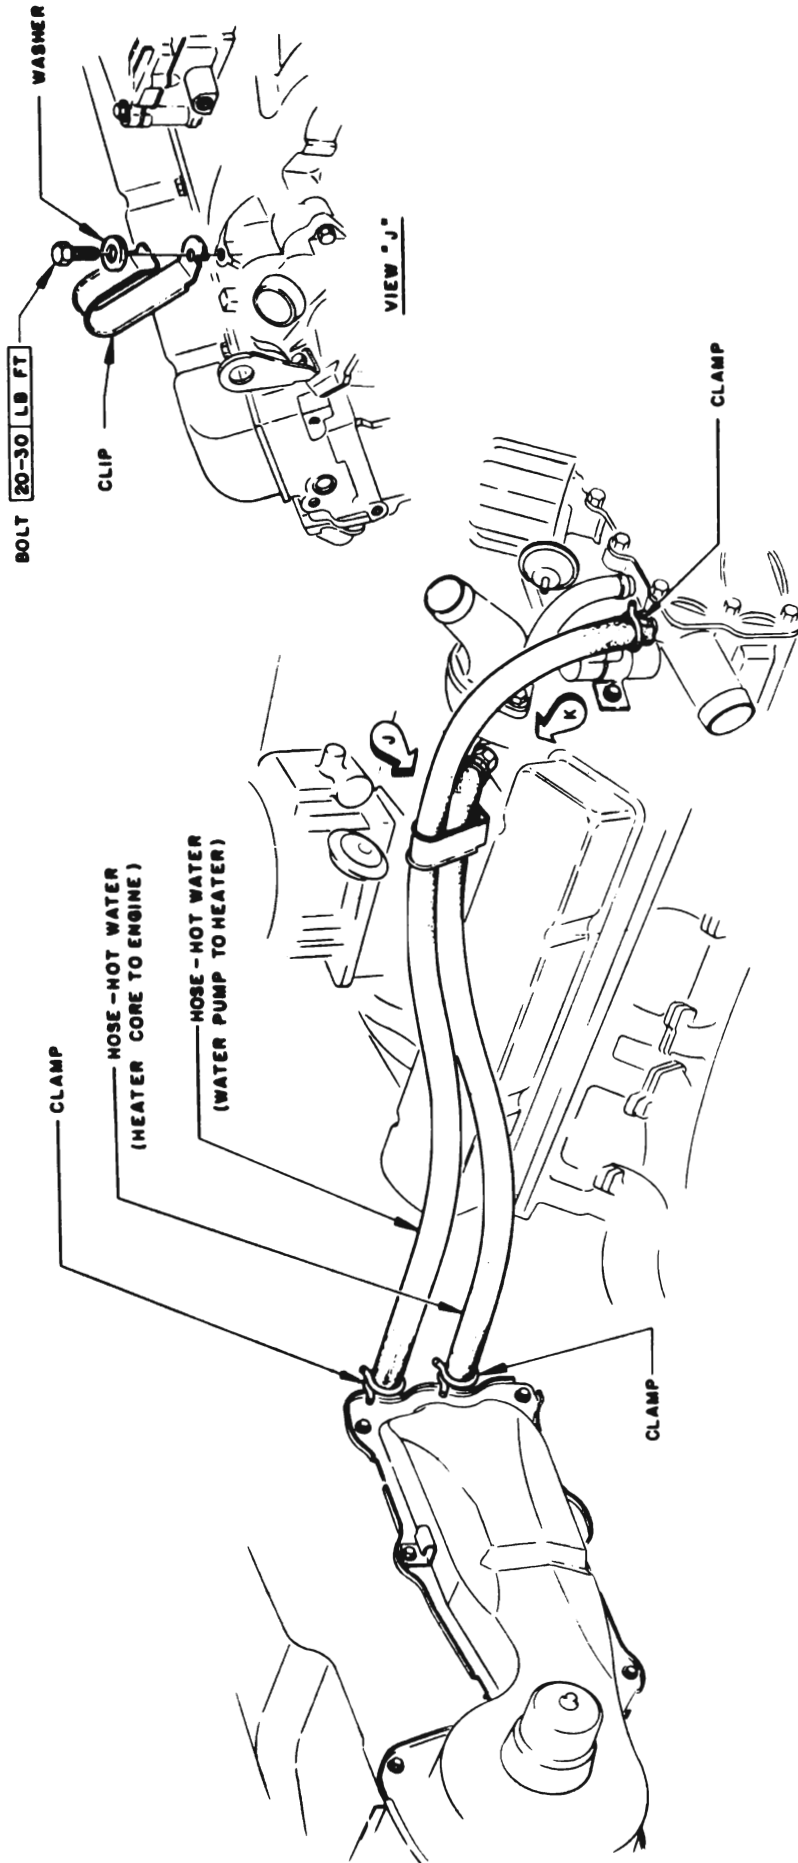 CLAMP
HOSE-HOT WATER
(HEATER CORE TO ENGINE)
HOSE-HOT WATER
(WATER PUMP TO HEATER)
BOLT 20-30 LB FT
WASHER
CLIP
VIEW "J"
J
K
CLAMP
CLAMP